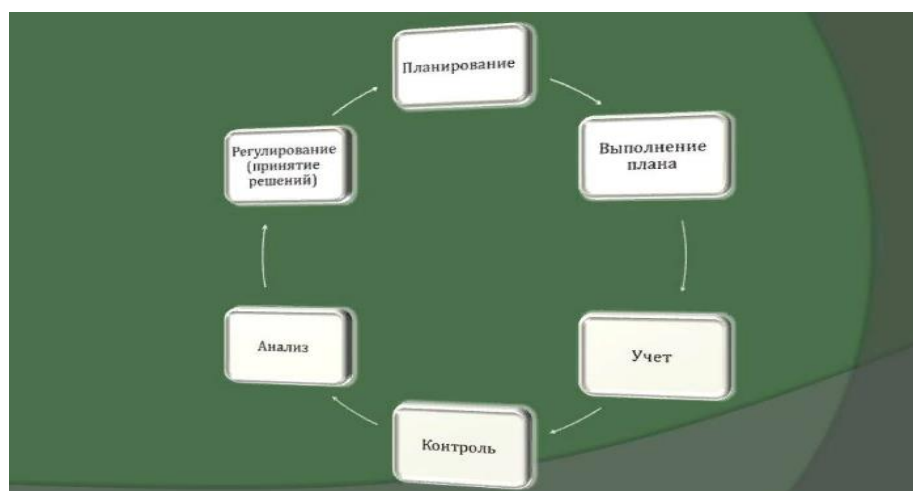 Планирование
Выполнение
плана
Учет
Контроль
Анализ
Регулирование
(принятие
решений)